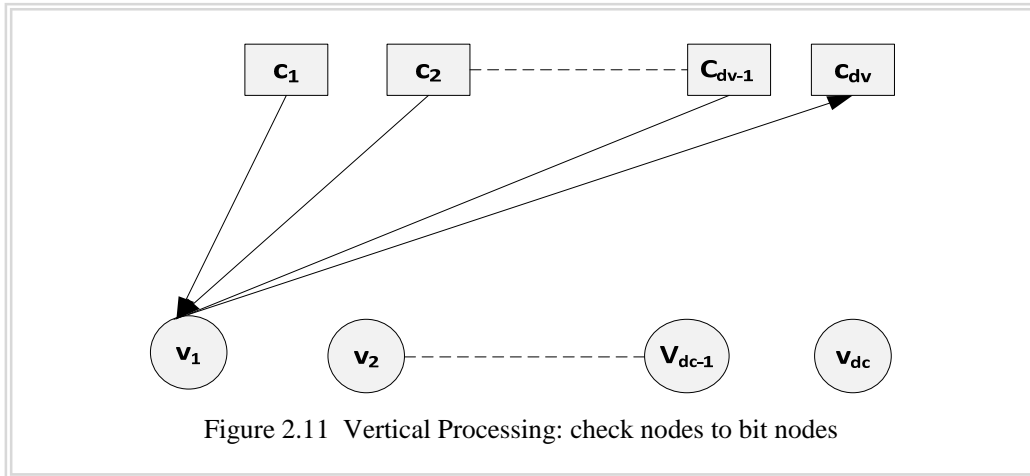 c1 c2 Cdv-1 cdv
v1 v2 Vdc-1 vdc
Figure 2.11 Vertical Processing: check nodes to bit nodes